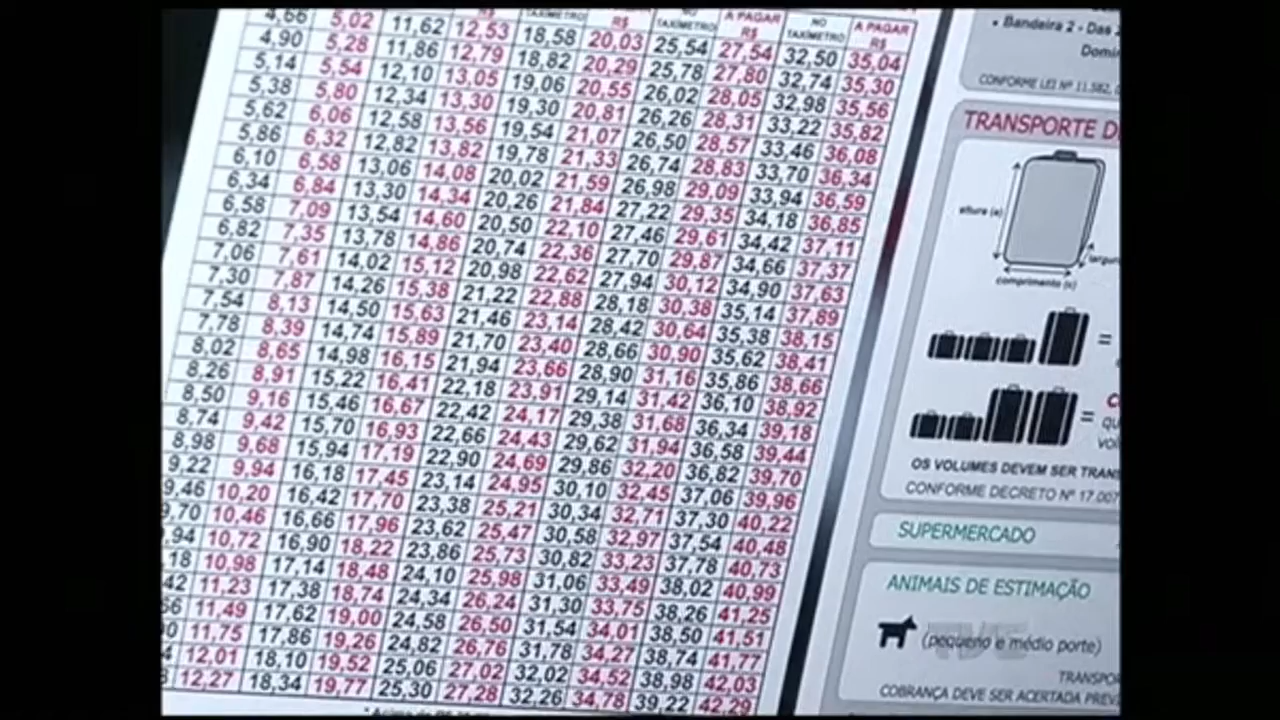 TAXÍMETRO R$ NO TAXÍMETRO A PAGAR R$ NO TAXÍMETRO A PAGAR R$
4,66 5,02 11,62 12,53 18,58 20,03 25,54 27,54 32,50 35,04
4,90 5,28 11,86 12,79 18,82 20,29 25,78 27,80 32,74 35,30
5,14 5,54 12,10 13,05 19,06 20,55 26,02 28,05 32,98 35,56
5,38 5,80 12,34 13,30 19,30 20,81 26,26 28,31 33,22 35,82
5,62 6,06 12,58 13,56 19,54 21,07 26,50 28,57 33,46 36,08
5,86 6,32 12,82 13,82 19,78 21,33 26,74 28,83 33,70 36,34
6,10 6,58 13,06 14,08 20,02 21,59 26,98 29,09 33,94 36,59
6,34 6,84 13,30 14,34 20,26 21,84 27,22 29,35 34,18 36,85
6,58 7,09 13,54 14,60 20,50 22,10 27,46 29,61 34,42 37,11
6,82 7,35 13,78 14,86 20,74 22,36 27,70 29,87 34,66 37,37
7,06 7,61 14,02 15,12 20,98 22,62 27,94 30,12 34,90 37,63
7,30 7,87 14,26 15,38 21,22 22,88 28,18 30,38 35,14 37,89
7,54 8,13 14,50 15,63 21,46 23,14 28,42 30,64 35,38 38,15
7,78 8,39 14,74 15,89 21,70 23,40 28,66 30,90 35,62 38,41
8,02 8,65 14,98 16,15 21,94 23,66 28,90 31,16 35,86 38,66
8,26 8,91 15,22 16,41 22,18 23,91 29,14 31,42 36,10 38,92
8,50 9,16 15,46 16,67 22,42 24,17 29,38 31,68 36,34 39,18
8,74 9,42 15,70 16,93 22,66 24,43 29,62 31,94 36,58 39,44
8,98 9,68 15,94 17,19 22,90 24,69 29,86 32,20 36,82 39,70
9,22 9,94 16,18 17,45 23,14 24,95 30,10 32,45 37,06 39,96
9,46 10,20 16,42 17,70 23,38 25,21 30,34 32,71 37,30 40,22
9,70 10,46 16,66 17,96 23,62 25,47 30,58 32,97 37,54 40,48
,94 10,72 16,90 18,22 23,86 25,73 30,82 33,23 37,78 40,73
,18 10,98 17,14 18,48 24,10 25,98 31,06 33,49 38,02 40,99
42 11,23 17,38 18,74 24,34 26,24 31,30 33,75 38,26 41,25
11,49 17,62 19,00 24,58 26,50 31,54 34,01 38,50 41,51
11,75 17,86 19,26 24,82 26,76 31,78 34,27 38,74 41,77
12,01 18,10 19,52 25,06 27,02 32,02 34,52 38,98 42,03
12,27 18,34 19,77 25,30 27,28 32,26 34,78 39,22 42,29
• Bandeira 2 - Das
CONFORME LEI Nº 11.582,
TRANSPORTE D
altura (a)
comprimento (c)
=
=
OS VOLUMES DEVEM SER TRANS
CONFORME DECRETO Nº 17.007
SUPERMERCADO
ANIMAIS DE ESTIMAÇÃO
(pequeno e médio porte)
TRANSPOR
COBRANÇA DEVE SER ACERTADA PREV